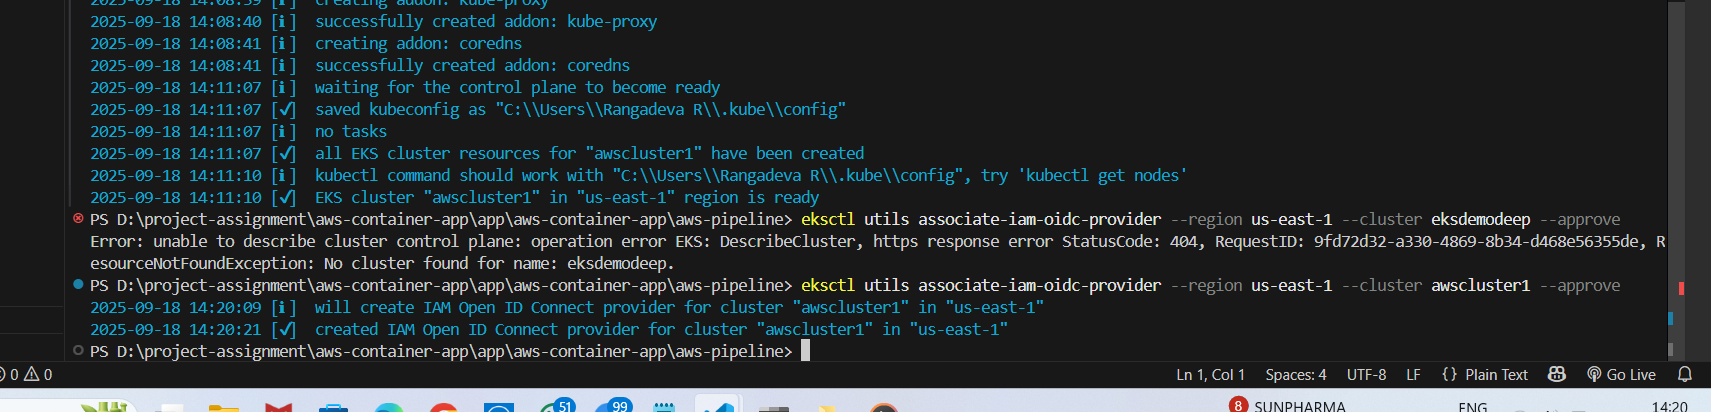 2025-09-18 14:08:39 [ℹ]  creating addon: kube-proxy
2025-09-18 14:08:40 [ℹ]  successfully created addon: kube-proxy
2025-09-18 14:08:41 [ℹ]  creating addon: coredns
2025-09-18 14:08:41 [ℹ]  successfully created addon: coredns
2025-09-18 14:11:07 [ℹ]  waiting for the control plane to become ready
2025-09-18 14:11:07 [✔]  saved kubeconfig as "C:\\Users\\Rangadeva R\\.kube\\config"
2025-09-18 14:11:07 [ℹ]  no tasks
2025-09-18 14:11:07 [✔]  all EKS cluster resources for "awscluster1" have been created
2025-09-18 14:11:10 [ℹ]  kubectl command should work with "C:\\Users\\Rangadeva R\\.kube\\config", try 'kubectl get nodes'
2025-09-18 14:11:10 [✔]  EKS cluster "awscluster1" in "us-east-1" region is ready
PS D:\project-assignment\aws-container-app\app\aws-container-app\aws-pipeline> eksctl utils associate-iam-oidc-provider --region us-east-1 --cluster eksdemodeep --approve
Error: unable to describe cluster control plane: operation error EKS: DescribeCluster, https response error StatusCode: 404, RequestID: 9fd72d32-a330-4869-8b34-d468e56355de, R
esourceNotFoundException: No cluster found for name: eksdemodeep.
PS D:\project-assignment\aws-container-app\app\aws-container-app\aws-pipeline> eksctl utils associate-iam-oidc-provider --region us-east-1 --cluster awscluster1 --approve
2025-09-18 14:20:09 [ℹ]  will create IAM Open ID Connect provider for cluster "awscluster1" in "us-east-1"
2025-09-18 14:20:21 [✔]  created IAM Open ID Connect provider for cluster "awscluster1" in "us-east-1"
PS D:\project-assignment\aws-container-app\app\aws-container-app\aws-pipeline>
0 0 Ln 1, Col 1 Spaces: 4 UTF-8 LF {} Plain Text Go Live
51 99 8 SUNPHARMA ENG 14:20